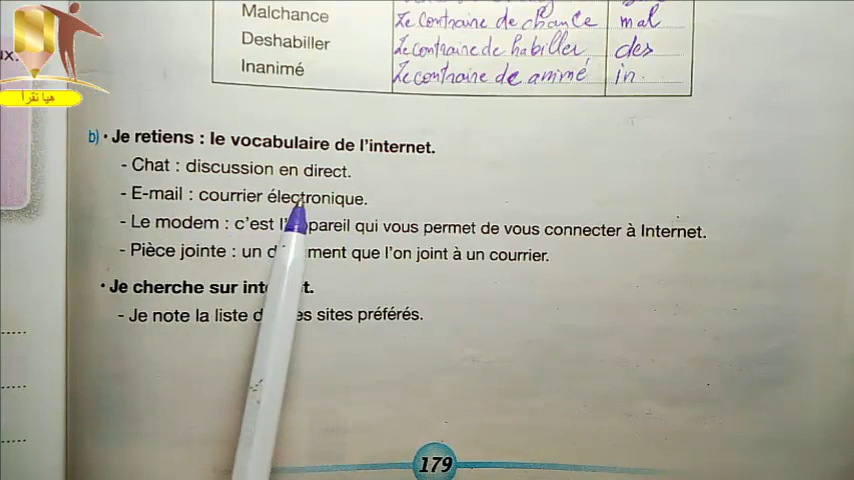 Malchance Le contraire de chance mal
Deshabiller Le contraire de habiller des
Inanimé Le contraire de animé in
ux.
هيا نقرأ
b) • Je retiens : le vocabulaire de l'internet.
- Chat : discussion en direct.
- E-mail : courrier électronique.
- Le modem : c'est l' pareil qui vous permet de vous connecter à Internet.
- Pièce jointe : un d ment que l'on joint à un courrier.
• Je cherche sur int t.
- Je note la liste d es sites préférés.
179